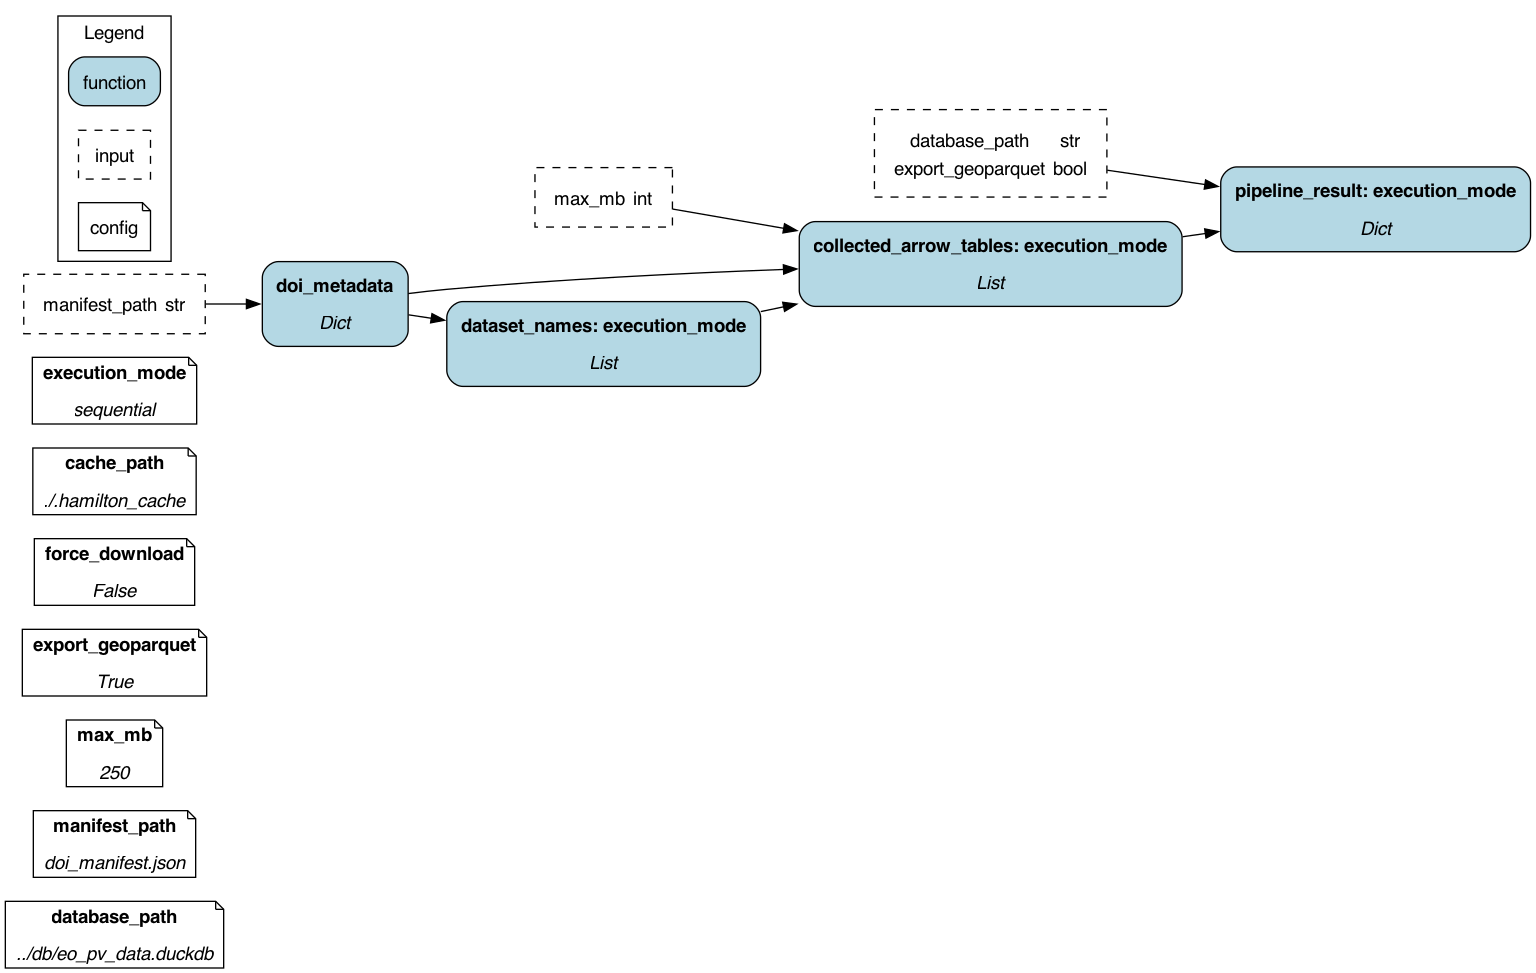 Legend
function
input
config
manifest_path str
doi_metadata
Dict
dataset_names: execution_mode
List
max_mb int
collected_arrow_tables: execution_mode
List
database_path str
export_geoparquet bool
pipeline_result: execution_mode
Dict
execution_mode
sequential
cache_path
./.hamilton_cache
force_download
False
export_geoparquet
True
max_mb
250
manifest_path
doi_manifest.json
database_path
../db/eo_pv_data.duckdb